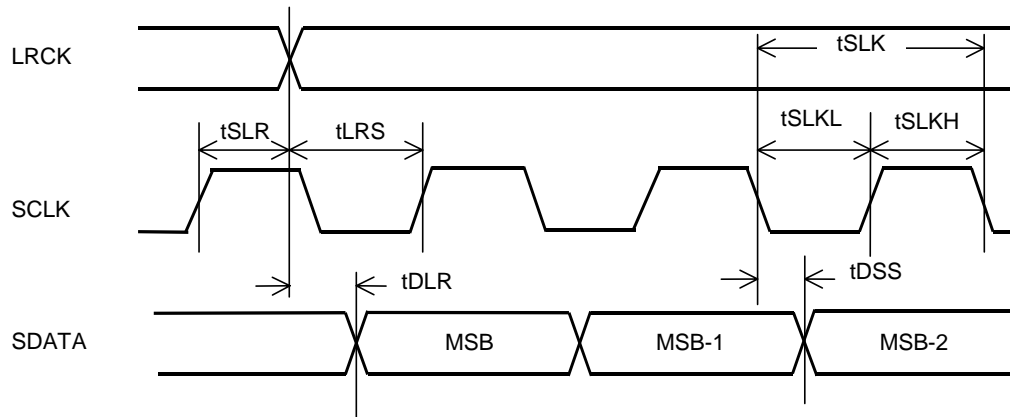 LRCK
tSLK
tSLR
tLRS
tSLKL
tSLKH
SCLK
tDLR
tDSS
SDATA
MSB
MSB-1
MSB-2